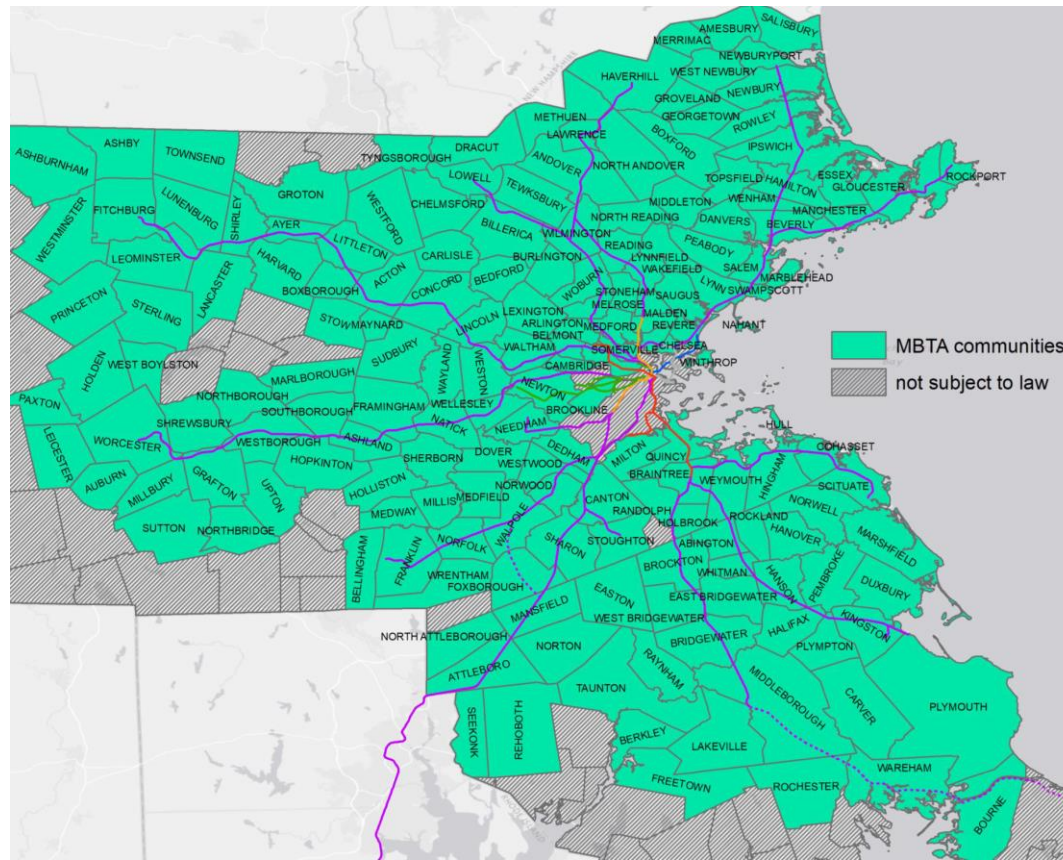 SALISBURY
AMESBURY
MERRIMAC
NEWBURYPORT
HAVERHILL
WEST NEWBURY
NEWBURY
GROVELAND
GEORGETOWN
ROWLEY
METHUEN
LAWRENCE
BOXFORD
IPSWICH
ASHBY
TOWNSEND
ASHBURNHAM
TYNGSBOROUGH
DRACUT
ANDOVER
NORTH ANDOVER
TOPSFIELD
HAMILTON
ESSEX
GLOUCESTER
ROCKPORT
LOWELL
TEWKSBURY
GROTON
LUNENBURG
WESTFORD
CHELMSFORD
MIDDLETON
WENHAM
MANCHESTER
FITCHBURG
SHIRLEY
WESTMINSTER
AYER
BILLERICA
NORTH READING
DANVERS
BEVERLY
LITTLETON
WILMINGTON
READING
PEABODY
LEOMINSTER
HARVARD
CARLISLE
BURLINGTON
LYNNFIELD
WAKEFIELD
SALEM
MARBLEHEAD
LANCASTER
ACTON
BEDFORD
WOBURN
BOXBOROUGH
CONCORD
LYNN
SWAMPSCOTT
PRINCETON
STERLING
STONEHAM
SAUGUS
MELROSE
LEXINGTON
MALDEN
NAHANT
STOW
MAYNARD
LINCOLN
ARLINGTON
MEDFORD
REVERE
BELMONT
SUDBURY
WALTHAM
SOMERVILLE
CHELSEA
MBTA communities
HOLDEN
WEST BOYLSTON
WAYLAND
WESTON
CAMBRIDGE
WINTHROP
not subject to law
MARLBOROUGH
NORTHBOROUGH
NEWTON
PAXTON
SOUTHBOROUGH
FRAMINGHAM
WELLESLEY
BROOKLINE
SHREWSBURY
NATICK
NEEDHAM
HULL
LEICESTER
WORCESTER
WESTBOROUGH
ASHLAND
DOVER
DEDHAM
MILTON
QUINCY
COHASSET
AUBURN
HOPKINTON
SHERBORN
WESTWOOD
BRAINTREE
HINGHAM
MILLBURY
GRAFTON
UPTON
HOLLISTON
NORWOOD
WEYMOUTH
SCITUATE
MILLIS
MEDFIELD
CANTON
NORWELL
MEDWAY
RANDOLPH
ROCKLAND
SUTTON
NORTHBRIDGE
WALPOLE
HOLBROOK
HANOVER
BELLINGHAM
FRANKLIN
NORFOLK
SHARON
STOUGHTON
ABINGTON
MARSHFIELD
WRENTHAM
BROCKTON
WHITMAN
HANSON
PEMBROKE
FOXBOROUGH
EASTON
EAST BRIDGEWATER
DUXBURY
MANSFIELD
WEST BRIDGEWATER
HALIFAX
KINGSTON
NORTH ATTLEBOROUGH
NORTON
BRIDGEWATER
PLYMPTON
ATTLEBORO
RAYNHAM
MIDDLEBOROUGH
PLYMOUTH
TAUNTON
CARVER
SEEKONK
REHOBOTH
BERKLEY
LAKEVILLE
WAREHAM
FREETOWN
ROCHESTER
BOURNE
NEW HAMPSHIRE